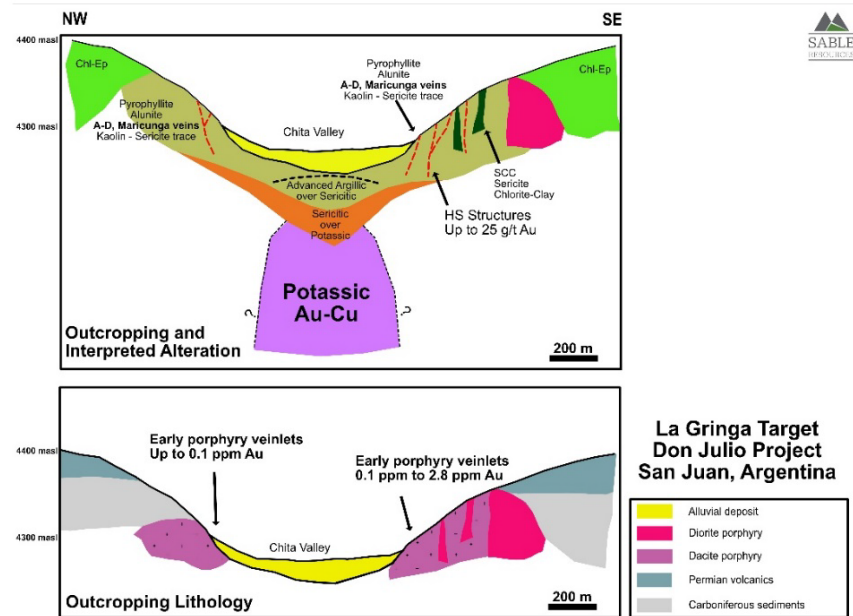 NW
SE
SABLE
RESOURCES
4400 masl
4300 masl
Chl-Ep
Pyrophyllite
Alunite
A-D, Maricunga veins
Kaolin - Sericite trace
Chita Valley
Pyrophyllite
Alunite
A-D, Maricunga veins
Kaolin - Sericite trace
Chl-Ep
Advanced Argillic
over Sericitic
Sericitic
over
Potassic
SCC
Sericite
Chlorite-Clay
HS Structures
Up to 25 g/t Au
Potassic
Au-Cu
?
?
Outcropping and
Interpreted Alteration
200 m
4400 masl
4300 masl
Early porphyry veinlets
Up to 0.1 ppm Au
Early porphyry veinlets
0.1 ppm to 2.8 ppm Au
Chita Valley
200 m
Outcropping Lithology
La Gringa Target
Don Julio Project
San Juan, Argentina
Alluvial deposit
Diorite porphyry
Dacite porphyry
Permian volcanics
Carboniferous sediments